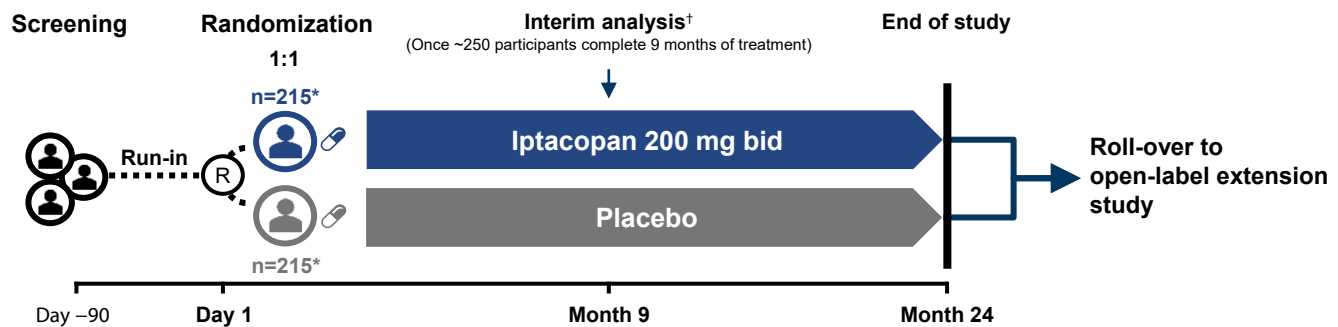 Screening
Randomization
1:1
Interim analysis†
(Once ~250 participants complete 9 months of treatment)
End of study
n=215*
Run-in
R
Iptacopan 200 mg bid
Placebo
n=215*
Roll-over to
open-label extension
study
Day −90
Day 1
Month 9
Month 24